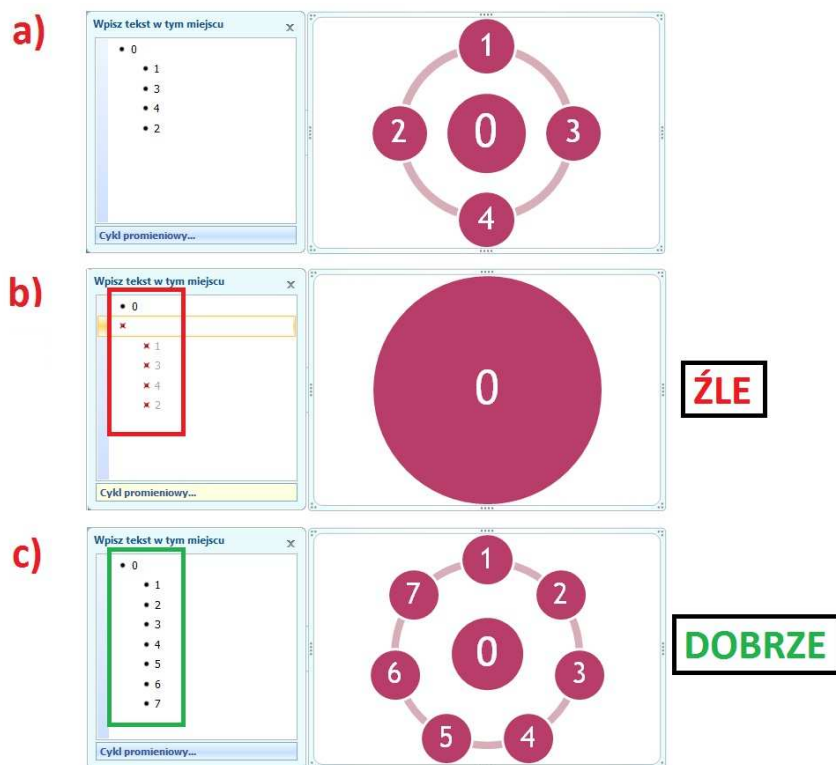 a)
Wpisz tekst w tym miejscu x
0
1
3
4
2
Cykl promieniowy...
1
2 0 3
4
b)
Wpisz tekst w tym miejscu x
0
1
3
4
2
Cykl promieniowy...
0
ŹLE
c)
Wpisz tekst w tym miejscu x
0
1
2
3
4
5
6
7
Cykl promieniowy...
1
7 2
0
6 3
5 4
DOBRZE